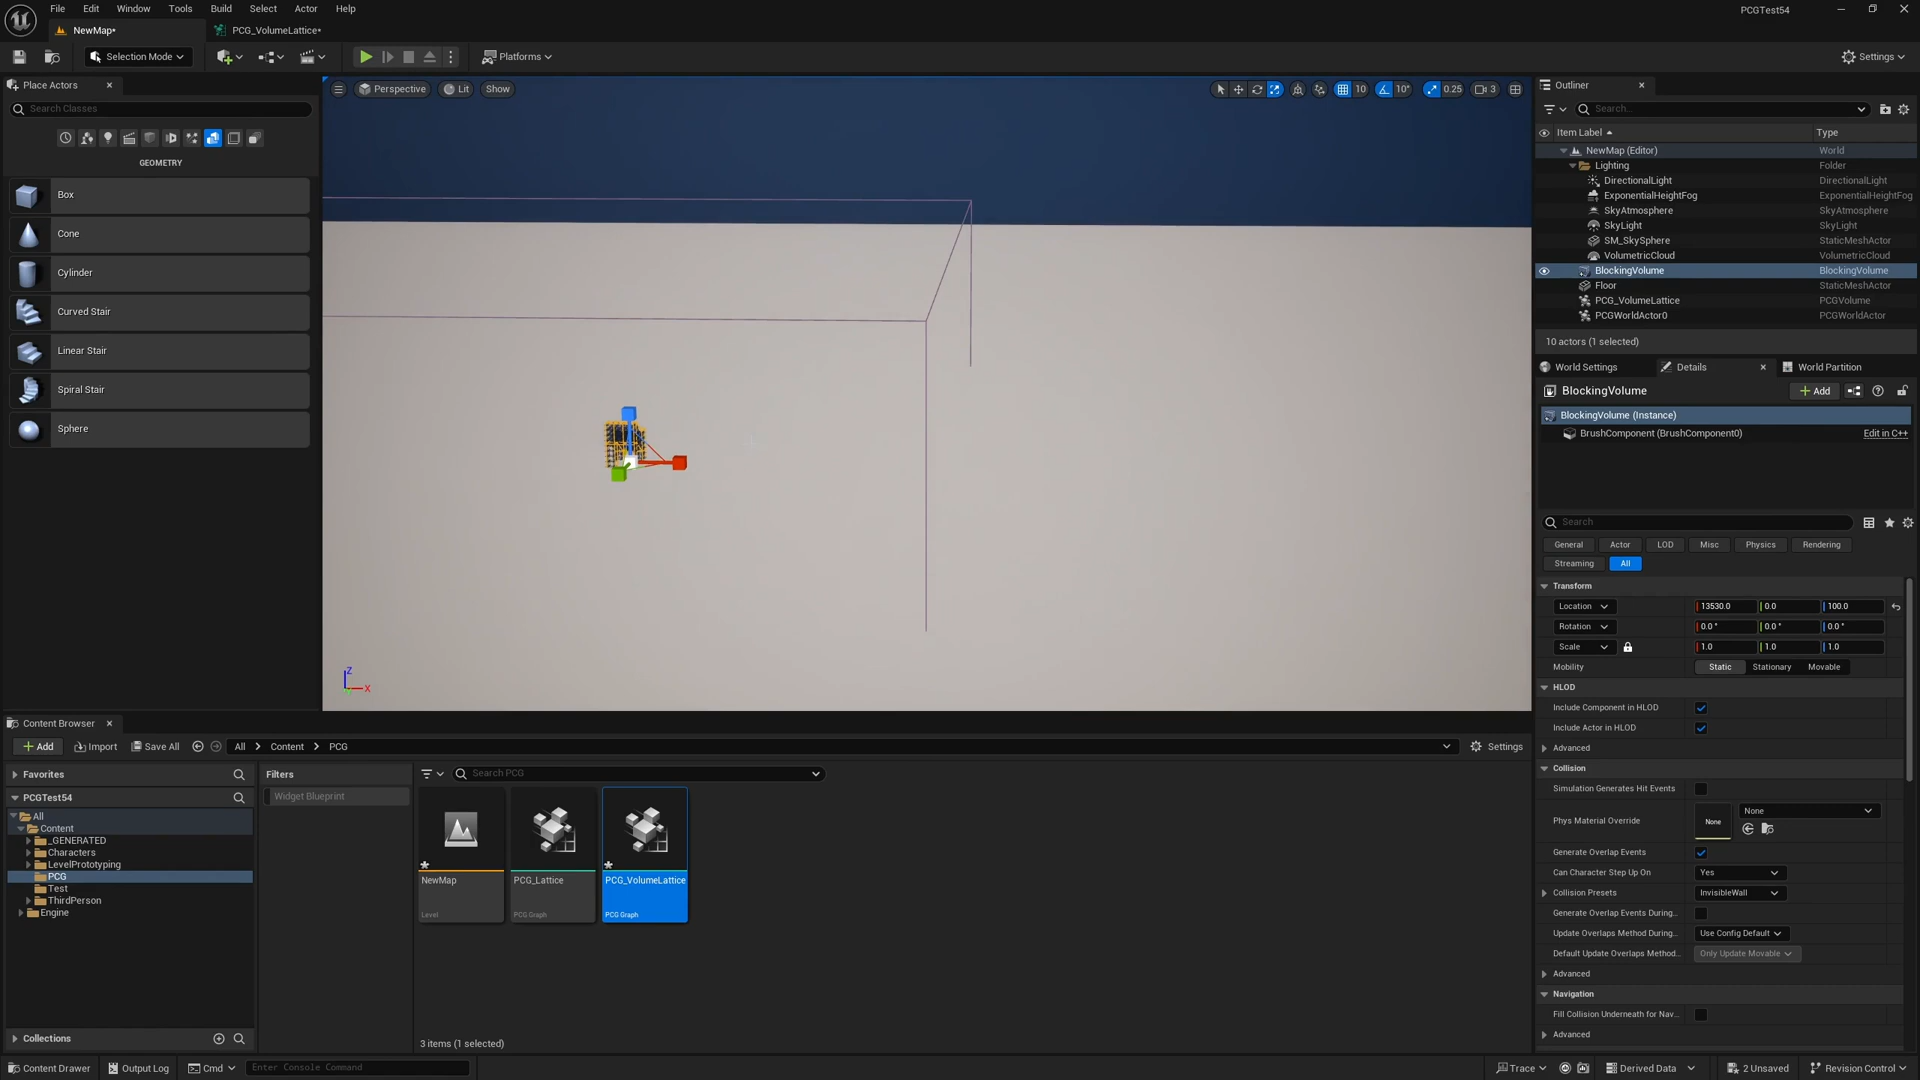 File Edit Window Tools Build Select Actor Help
PCGTest54
NewMap•
PCG_VolumeLattice•
Selection Mode
Platforms
Settings
Place Actors
Search Classes
GEOMETRY
Box
Cone
Cylinder
Curved Stair
Linear Stair
Spiral Stair
Sphere
Perspective
Lit
Show
10
10°
0.25
3
Z
X
Outliner
Search...
Item Label Type
NewMap (Editor) World
Lighting Folder
DirectionalLight DirectionalLight
ExponentialHeightFog ExponentialHeightFog
SkyAtmosphere SkyAtmosphere
SkyLight SkyLight
SM_SkySphere StaticMeshActor
VolumetricCloud VolumetricCloud
BlockingVolume BlockingVolume
Floor StaticMeshActor
PCG_VolumeLattice PCGVolume
PCGWorldActor0 PCGWorldActor
10 actors (1 selected)
World Settings
Details
World Partition
BlockingVolume
Add
BlockingVolume (Instance)
BrushComponent (BrushComponent0) Edit in C++
Search
General Actor LOD Misc Physics Rendering
Streaming All
Transform
Location 13530.0 0.0 100.0
Rotation 0.0° 0.0° 0.0°
Scale 1.0 1.0 1.0
Mobility Static Stationary Movable
HLOD
Include Component in HLOD
Include Actor in HLOD
Advanced
Collision
Simulation Generates Hit Events
Phys Material Override None None
Generate Overlap Events
Can Character Step Up On Yes
Collision Presets InvisibleWall
Generate Overlap Events During..
Update Overlaps Method During.. Use Config Default
Default Update Overlaps Method.. Only Update Movable
Advanced
Navigation
Fill Collision Underneath for Nav...
Advanced
Content Browser
Add Import Save All All Content PCG Settings
Favorites
PCGTest54
All
Content
_GENERATED
Characters
LevelPrototyping
PCG
Test
ThirdPerson
Engine
Collections
Filters
Widget Blueprint
Search PCG
NewMap
Level
PCG_Lattice
PCG Graph
PCG_VolumeLattice
PCG Graph
3 items (1 selected)
Content Drawer Output Log Cmd Enter Console Command Trace Derived Data 2 Unsaved Revision Control